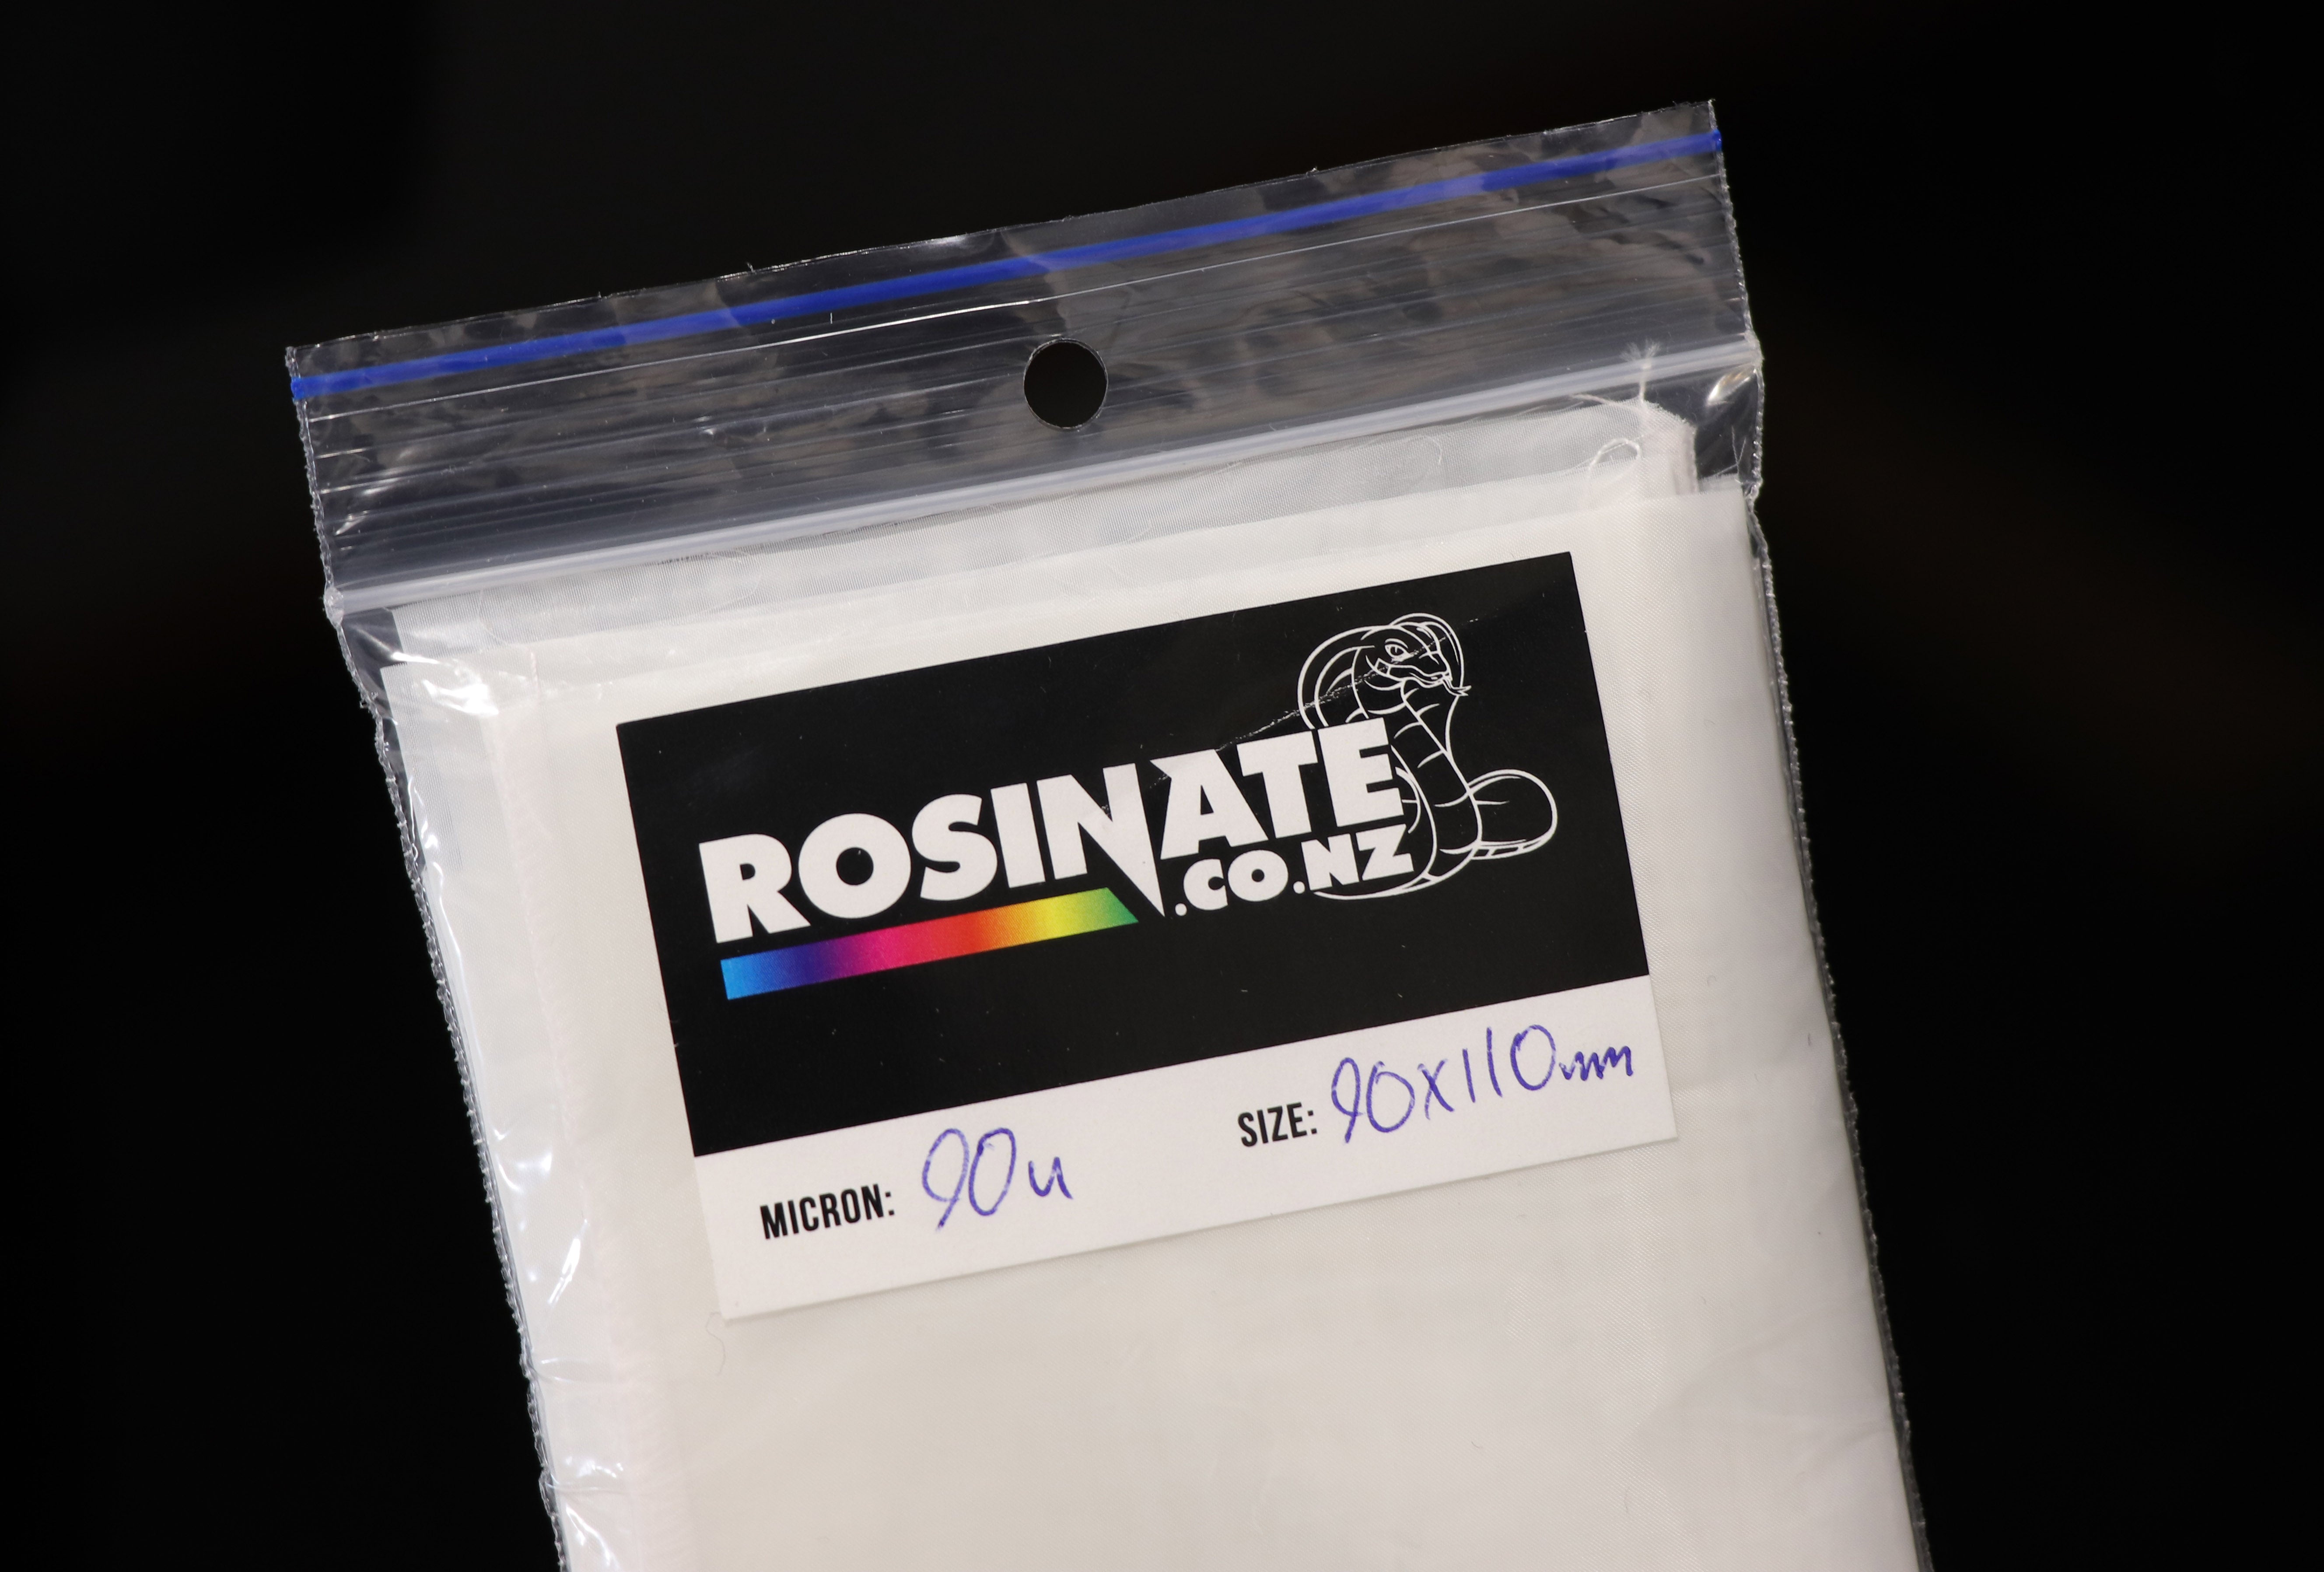 ROSINATE
.CO.NZ
MICRON: 90u SIZE: 90x110mm